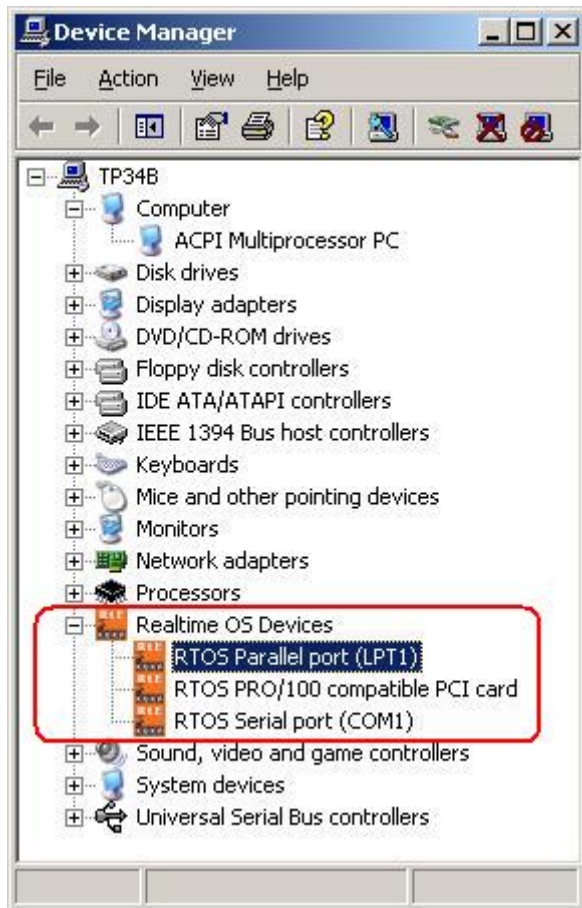 Device Manager
File Action View Help
TP34B
Computer
ACPI Multiprocessor PC
Disk drives
Display adapters
DVD/CD-ROM drives
Floppy disk controllers
IDE ATA/ATAPI controllers
IEEE 1394 Bus host controllers
Keyboards
Mice and other pointing devices
Monitors
Network adapters
Processors
Realtime OS Devices
RTOS Parallel port (LPT1)
RTOS PRO/100 compatible PCI card
RTOS Serial port (COM1)
Sound, video and game controllers
System devices
Universal Serial Bus controllers